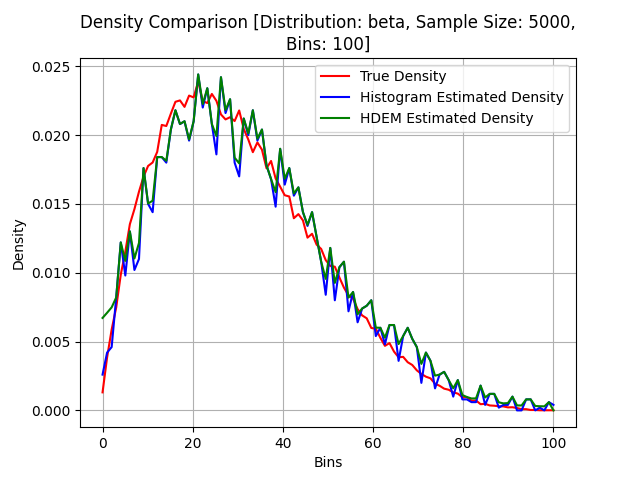 Density Comparison [Distribution: beta, Sample Size: 5000,
Bins: 100]
True Density
Histogram Estimated Density
HDEM Estimated Density
Density
0.025
0.020
0.015
0.010
0.005
0.000
0 20 40 60 80 100
Bins